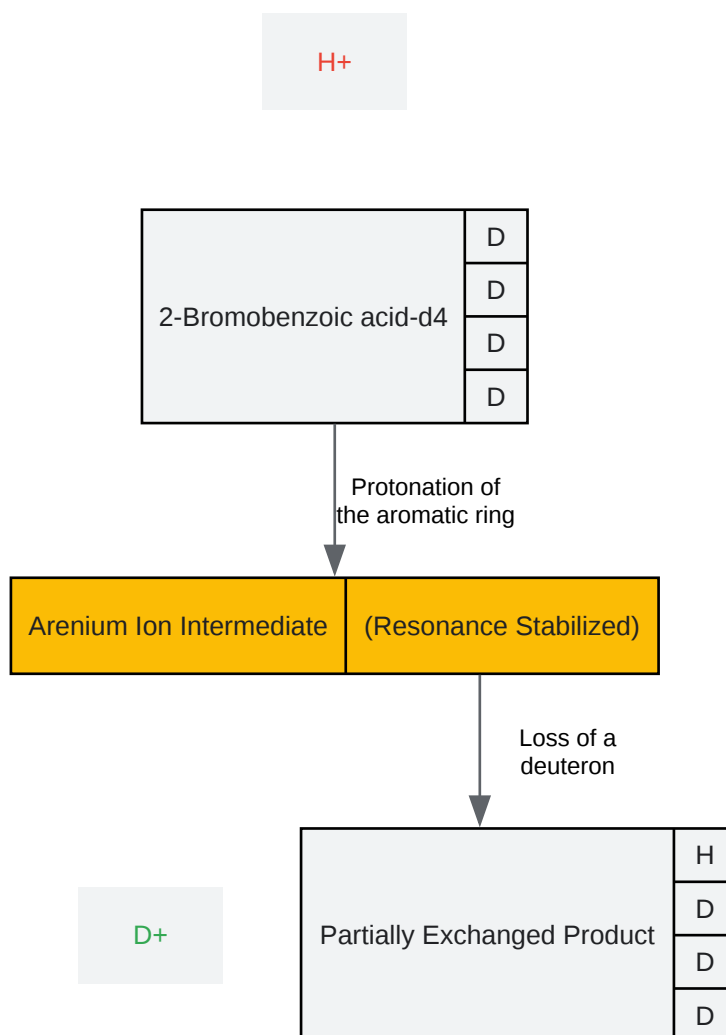 H+
2-Bromobenzoic acid-d4
D
D
D
D
Protonation of
the aromatic ring
Arenium Ion Intermediate
(Resonance Stabilized)
Loss of a
deuteron
Partially Exchanged Product
H
D
D
D
D+